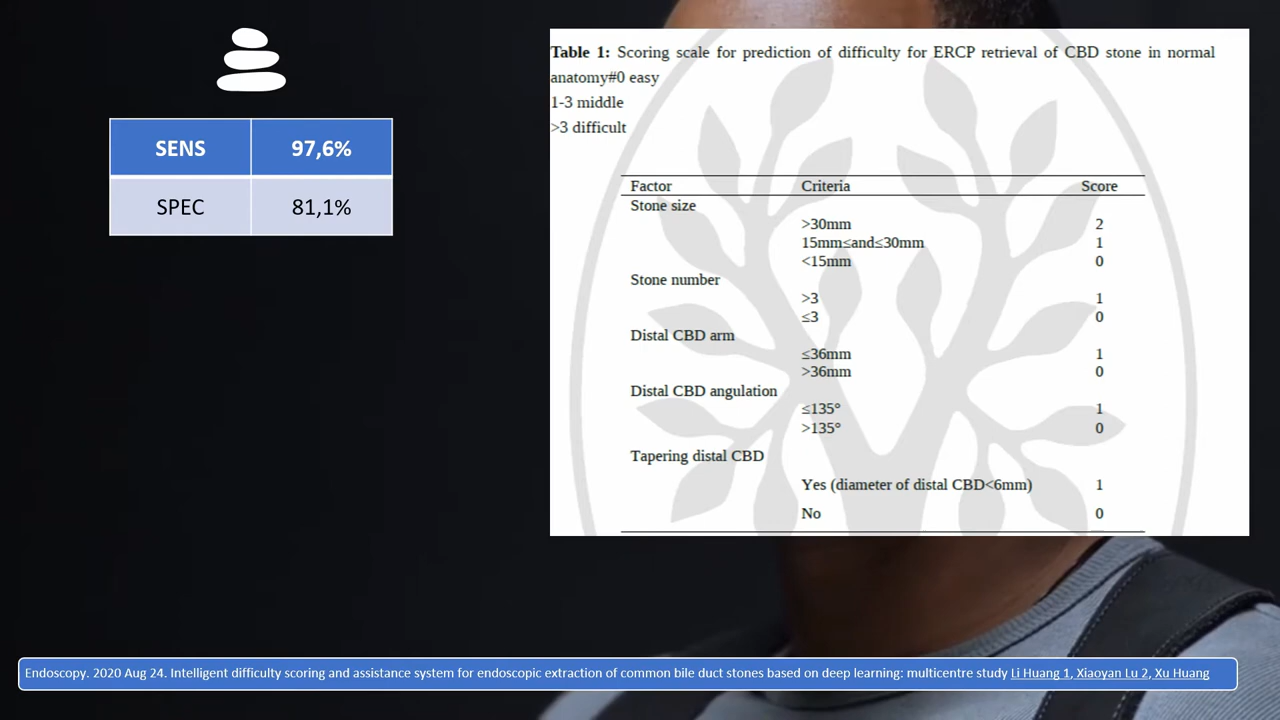 SENS 97,6%
SPEC 81,1%
Table 1: Scoring scale for prediction of difficulty for ERCP retrieval of CBD stone in normal
anatomy#0 easy
1-3 middle
>3 difficult
Factor Criteria Score
Stone size
>30mm 2
15mm≤and≤30mm 1
<15mm 0
Stone number
>3 1
≤3 0
Distal CBD arm
≤36mm 1
>36mm 0
Distal CBD angulation
≤135° 1
>135° 0
Tapering distal CBD
Yes (diameter of distal CBD<6mm) 1
No 0
Endoscopy. 2020 Aug 24. Intelligent difficulty scoring and assistance system for endoscopic extraction of common bile duct stones based on deep learning: multicentre study Li Huang 1, Xiaoyan Lu 2, Xu Huang